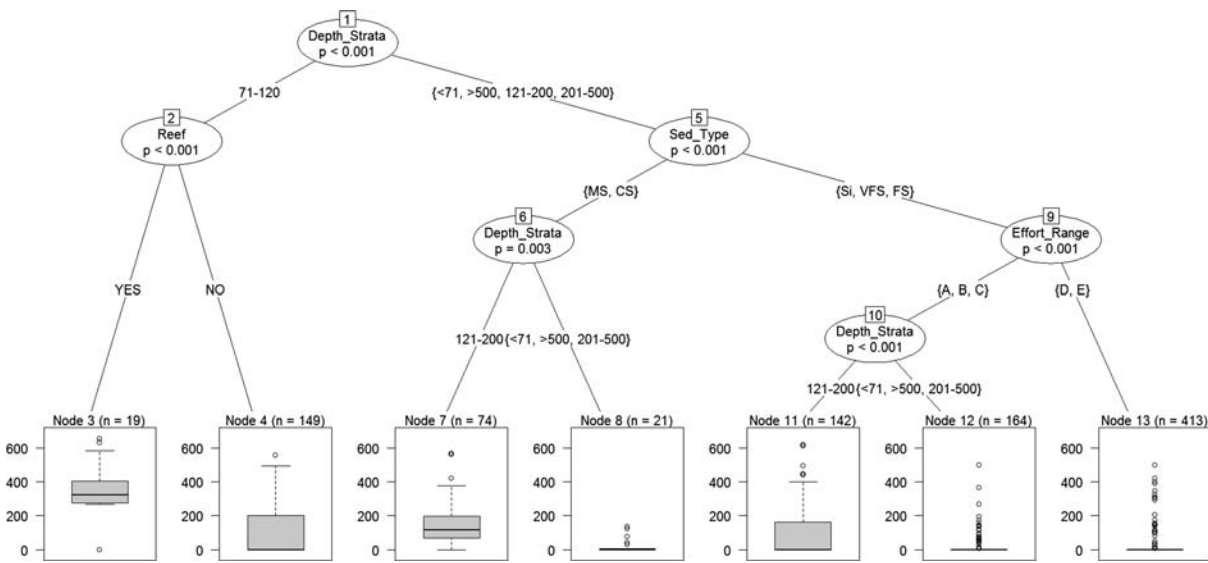 1
Depth_Strata
p < 0.001
71-120
{<71, >500, 121-200, 201-500}
2
Reef
p < 0.001
5
Sed_Type
p < 0.001
{MS, CS}
{Si, VFS, FS}
6
Depth_Strata
p = 0.003
9
Effort_Range
p < 0.001
YES
NO
{A, B, C}
{D, E}
10
Depth_Strata
p < 0.001
121-200
{<71, >500, 201-500}
121-200
{<71, >500, 201-500}
Node 3 (n = 19)
600
400
200
0
Node 4 (n = 149)
600
400
200
0
Node 7 (n = 74)
600
400
200
0
Node 8 (n = 21)
600
400
200
0
Node 11 (n = 142)
600
400
200
0
Node 12 (n = 164)
600
400
200
0
Node 13 (n = 413)
600
400
200
0